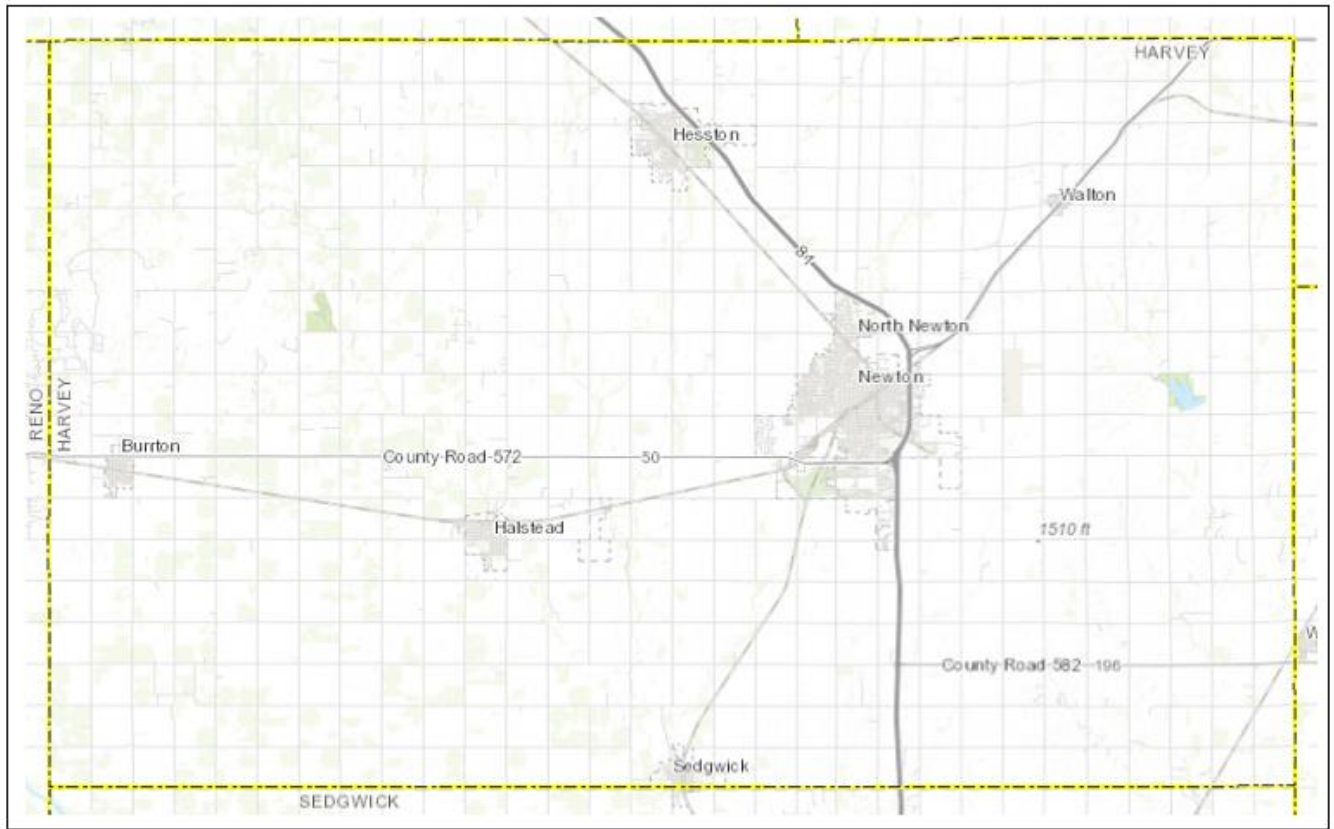 HARVEY
Hesston
Walton
81
North Newton
Newton
RENO
HARVEY
Burrton
County Road 572
50
Halstead
1510 ft
W
County Road 582 196
Sedgwick
SEDGWICK